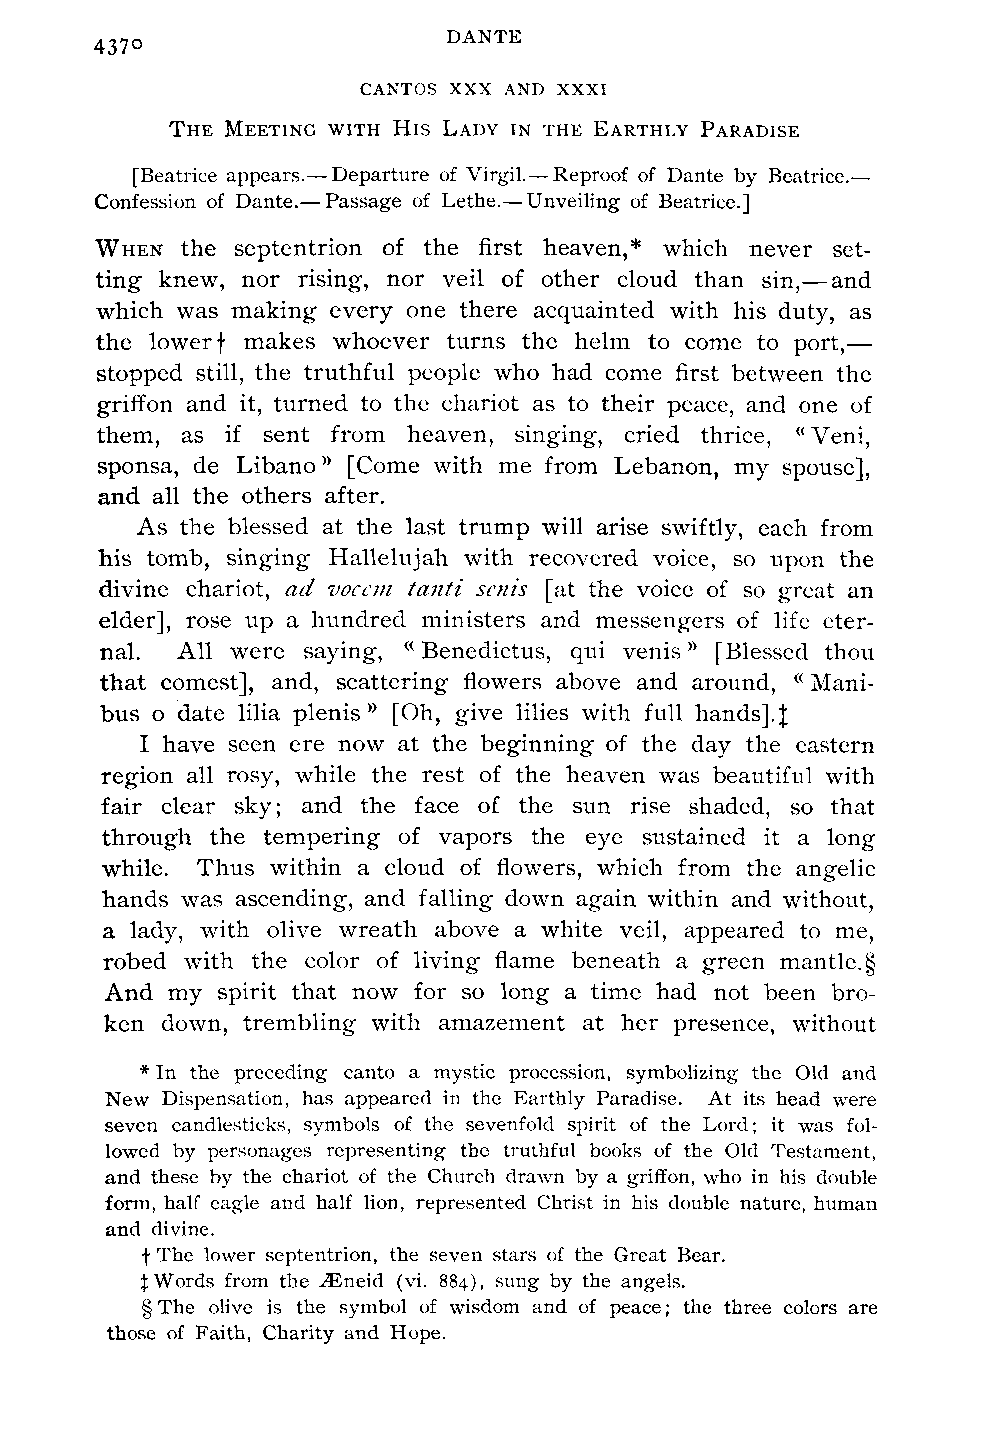 4370
DANTE
CANTOS XXX AND XXXI
THE MEETING WITH HIS LADY IN THE EARTHLY PARADISE
[Beatrice appears.— Departure of Virgil.— Reproof of Dante by Beatrice.—
Confession of Dante.— Passage of Lethe.— Unveiling of Beatrice.]
WHEN the septentrion of the first heaven,* which never set-
ting knew, nor rising, nor veil of other cloud than sin,—and
which was making every one there acquainted with his duty, as
the lower† makes whoever turns the helm to come to port,—
stopped still, the truthful people who had come first between the
griffon and it, turned to the chariot as to their peace, and one of
them, as if sent from heaven, singing, cried thrice, «Veni,
sponsa, de Libano» [Come with me from Lebanon, my spouse],
and all the others after.
As the blessed at the last trump will arise swiftly, each from
his tomb, singing Hallelujah with recovered voice, so upon the
divine chariot, ad vocem tanti senis [at the voice of so great an
elder], rose up a hundred ministers and messengers of life eter-
nal. All were saying, «Benedictus, qui venis» [Blessed thou
that comest], and, scattering flowers above and around, «Mani-
bus o date lilia plenis» [Oh, give lilies with full hands].‡
I have seen ere now at the beginning of the day the eastern
region all rosy, while the rest of the heaven was beautiful with
fair clear sky; and the face of the sun rise shaded, so that
through the tempering of vapors the eye sustained it a long
while. Thus within a cloud of flowers, which from the angelic
hands was ascending, and falling down again within and without,
a lady, with olive wreath above a white veil, appeared to me,
robed with the color of living flame beneath a green mantle.§
And my spirit that now for so long a time had not been bro-
ken down, trembling with amazement at her presence, without
* In the preceding canto a mystic procession, symbolizing the Old and
New Dispensation, has appeared in the Earthly Paradise. At its head were
seven candlesticks, symbols of the sevenfold spirit of the Lord; it was fol-
lowed by personages representing the truthful books of the Old Testament,
and these by the chariot of the Church drawn by a griffon, who in his double
form, half eagle and half lion, represented Christ in his double nature, human
and divine.
† The lower septentrion, the seven stars of the Great Bear.
‡ Words from the Æneid (vi. 884), sung by the angels.
§ The olive is the symbol of wisdom and of peace; the three colors are
those of Faith, Charity and Hope.